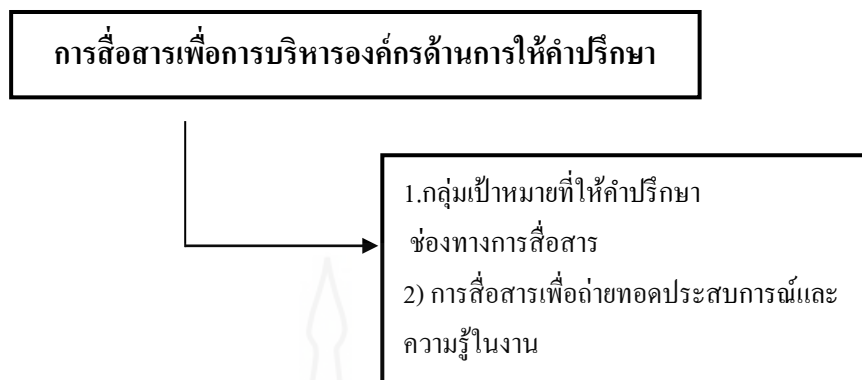 การสื่อสารเพื่อการบริหารองค์กรด้านการให้คำปรึกษา
1.กลุ่มเป้าหมายที่ให้คำปรึกษา
ช่องทางการสื่อสาร
2) การสื่อสารเพื่อถ่ายทอดประสบการณ์และ
ความรู้ในงาน